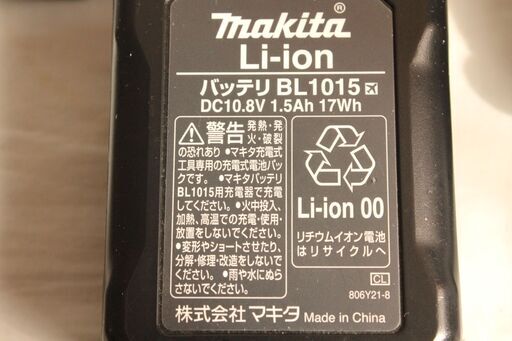 makita®
Li-ion
バッテリ BL1015
DC10.8V 1.5Ah 17Wh
警告 発熱・発
火・破裂
の恐れあり •マキタ充電式
工具専用の充電式電池パッ
クです。 •マキタバッテリ
BL1015用充電器で充電
してください。 •火中投入、
加熱、高温での充電・使用・
放置をしないでください。
•変形やショートさせたり、
分解・修理・改造をしないで
ください。 •雨や水にぬら
さないでください。
Li-ion 00
リチウムイオン電池
はリサイクルへ
CL
806Y21-8
株式会社 マキタ Made in China